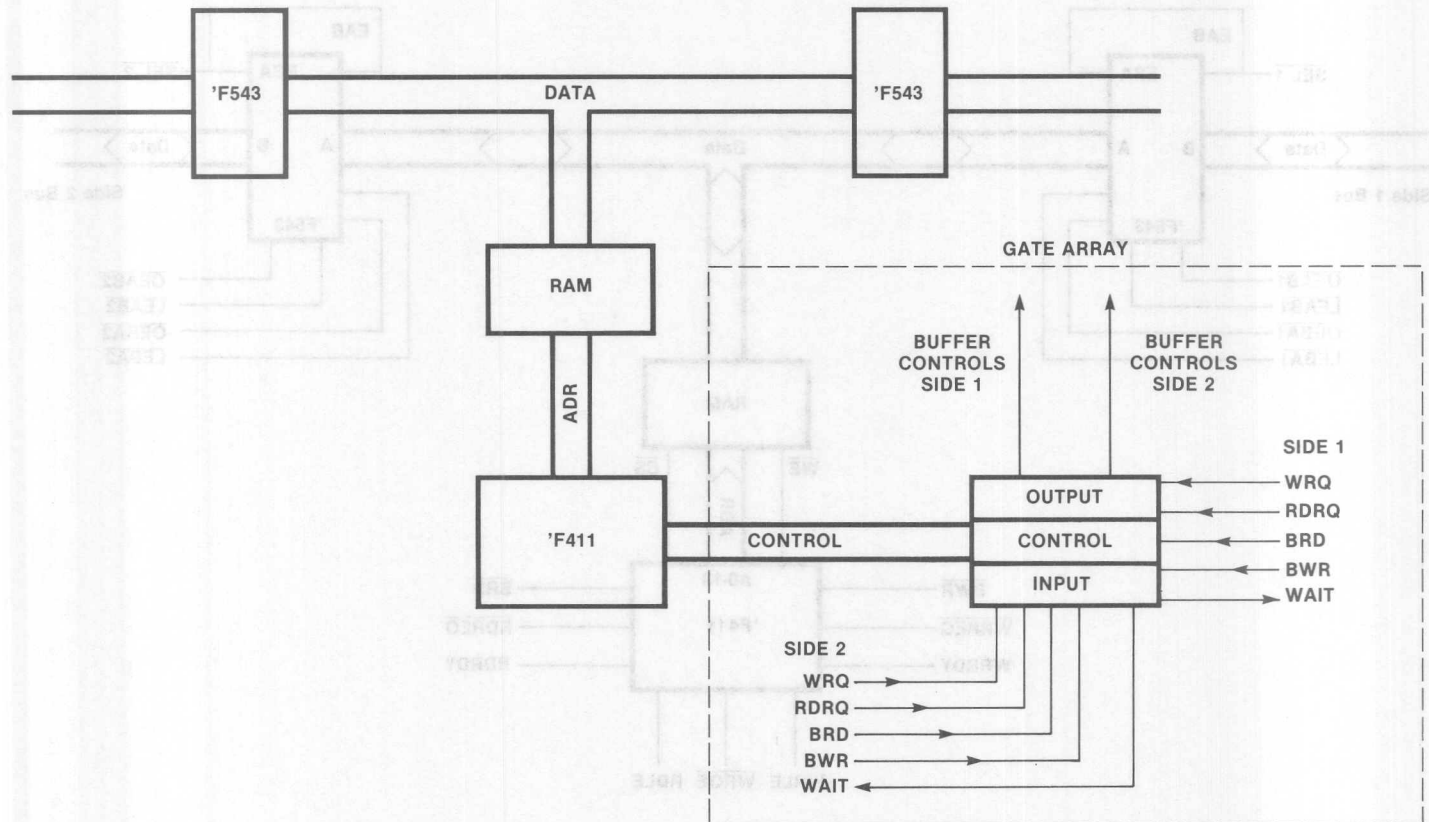 'F543
DATA
'F543
RAM
GATE ARRAY
BUFFER
CONTROLS
SIDE 1
BUFFER
CONTROLS
SIDE 2
ADR
SIDE 1
WRQ
RDRQ
BRD
BWR
WAIT
OUTPUT
CONTROL
INPUT
'F411
CONTROL
SIDE 2
WRQ
RDRQ
BRD
BWR
WAIT